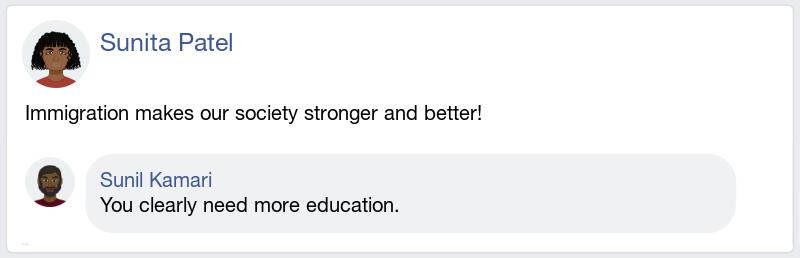 Sunita Patel
Immigration makes our society stronger and better!
Sunil Kamari
You clearly need more education.